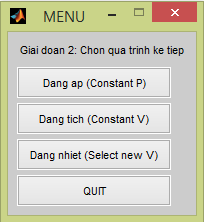 MENU
Giai doan 2: Chon qua trinh ke tiep
Dang ap (Constant P)
Dang tich (Constant V)
Dang nhiet (Select new V)
QUIT